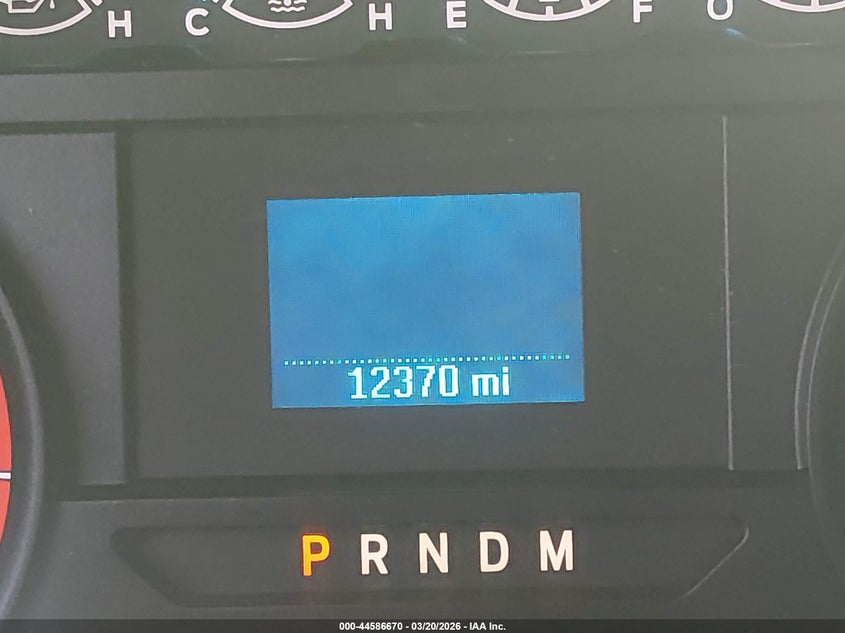 H C H E F O
12370 mi
P R N D M
000-44586670 - 03/20/2026 - IAA Inc.